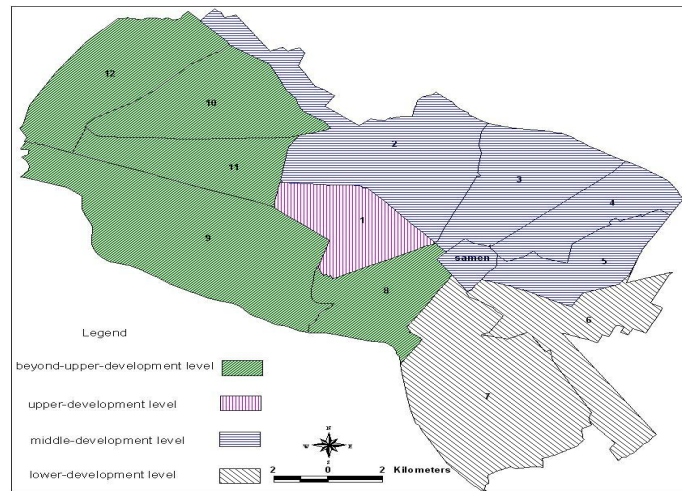 12
10
2
11
3
4
1
9
samen
5
8
6
Legend
7
beyond-upper-development level
upper-development level
N
W E
S
middle-development level
lower-development level
2 0 2 Kilometers